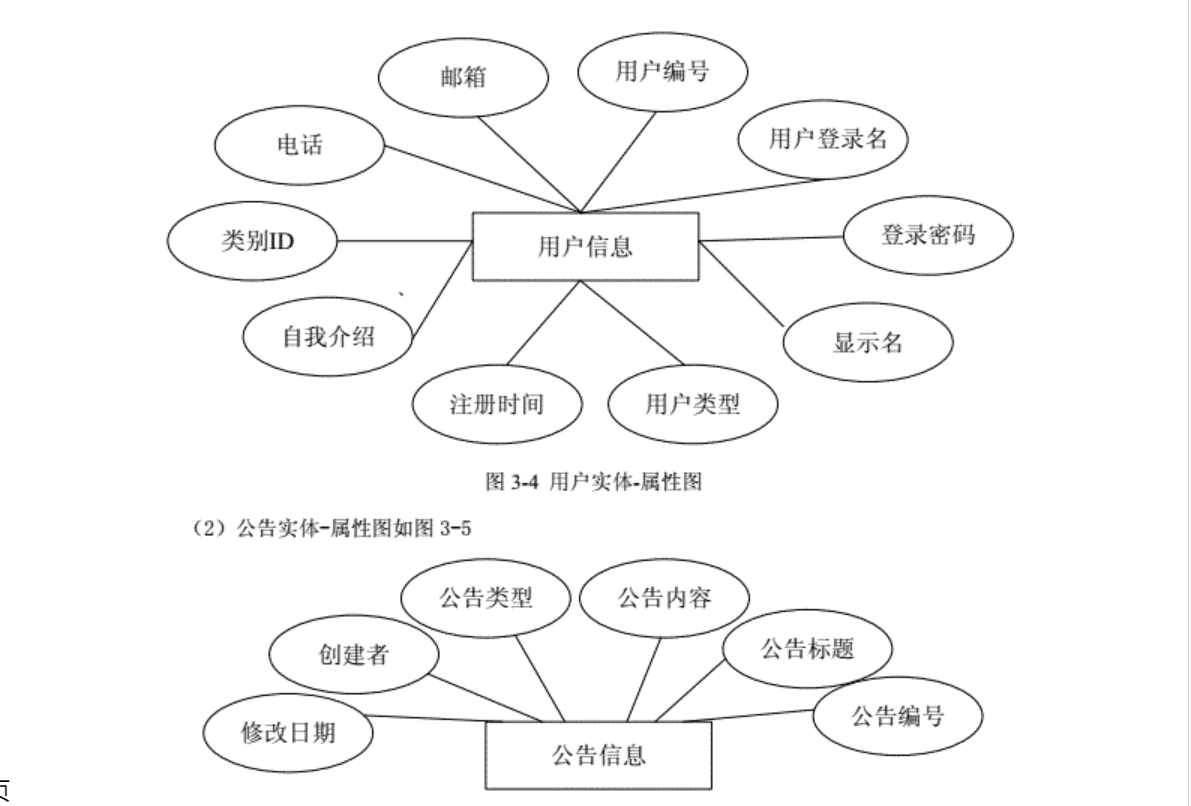 邮箱
用户编号
电话
用户登录名
类别ID
用户信息
登录密码
自我介绍
显示名
注册时间
用户类型
图 3-4 用户实体-属性图
（2）公告实体-属性图如图 3-5
公告类型
公告内容
创建者
公告标题
修改日期
公告编号
公告信息